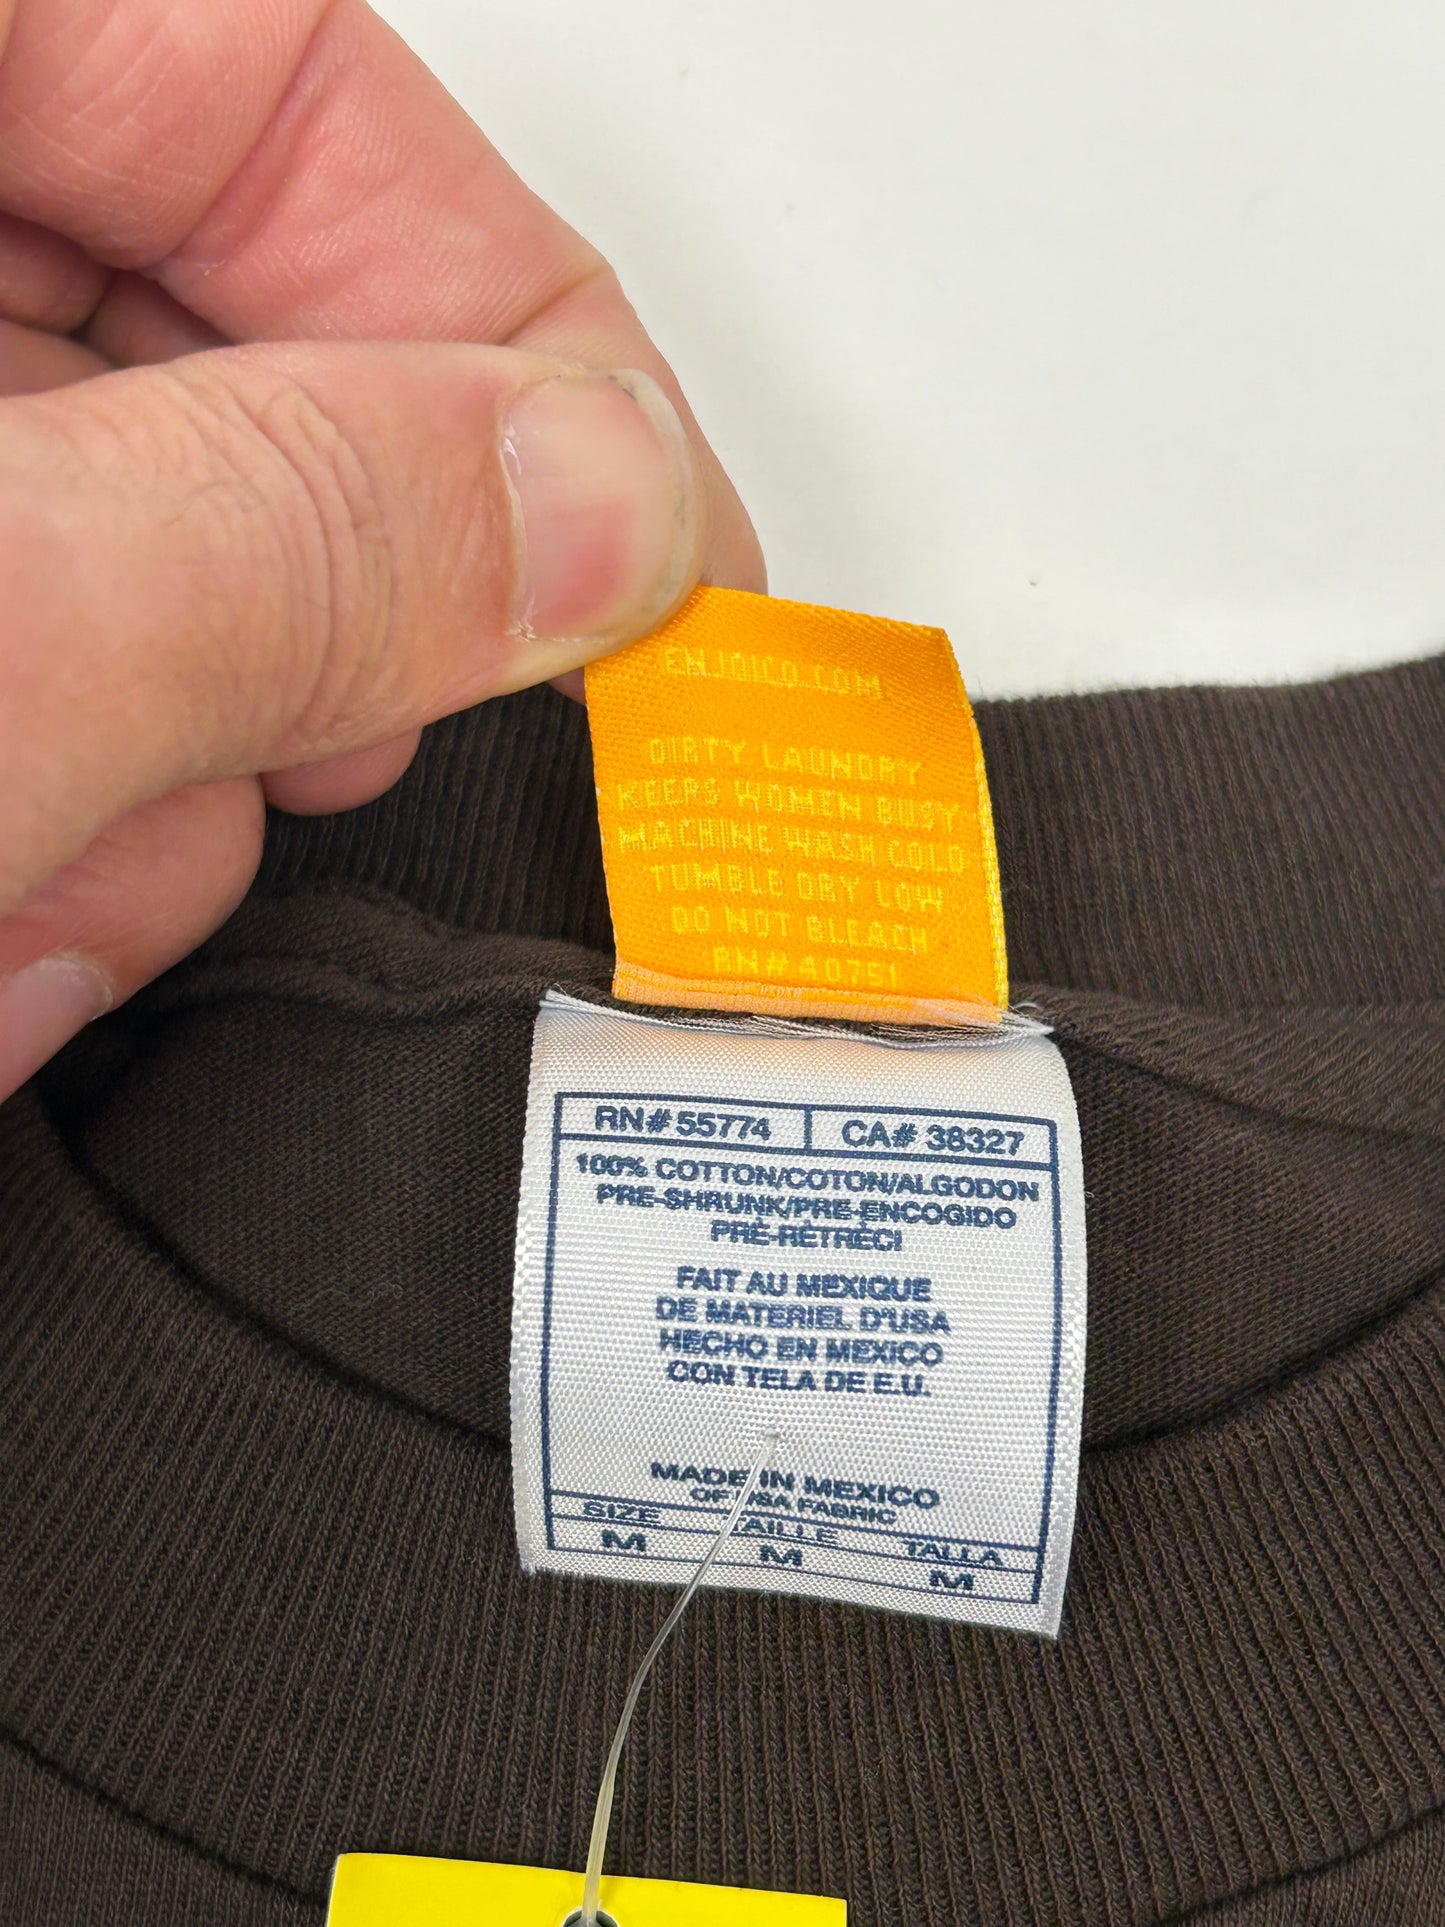 ENJOICO.COM
DIRTY LAUNDRY
KEEPS WOMEN BUSY
MACHINE WASH COLD
TUMBLE DRY LOW
DO NOT BLEACH
RN# 40751
RN# 55774 CA# 38327
100% COTTON/COTON/ALGODON
PRE-SHRUNK/PRE-ENCOGIDO
PRÈ-RÈTRÈCI
FAIT AU MEXIQUE
DE MATERIEL D'USA
HECHO EN MEXICO
CON TELA DE E.U.
MADE IN MEXICO
OF USA FABRIC
SIZE TAILLE TALLA
M M M